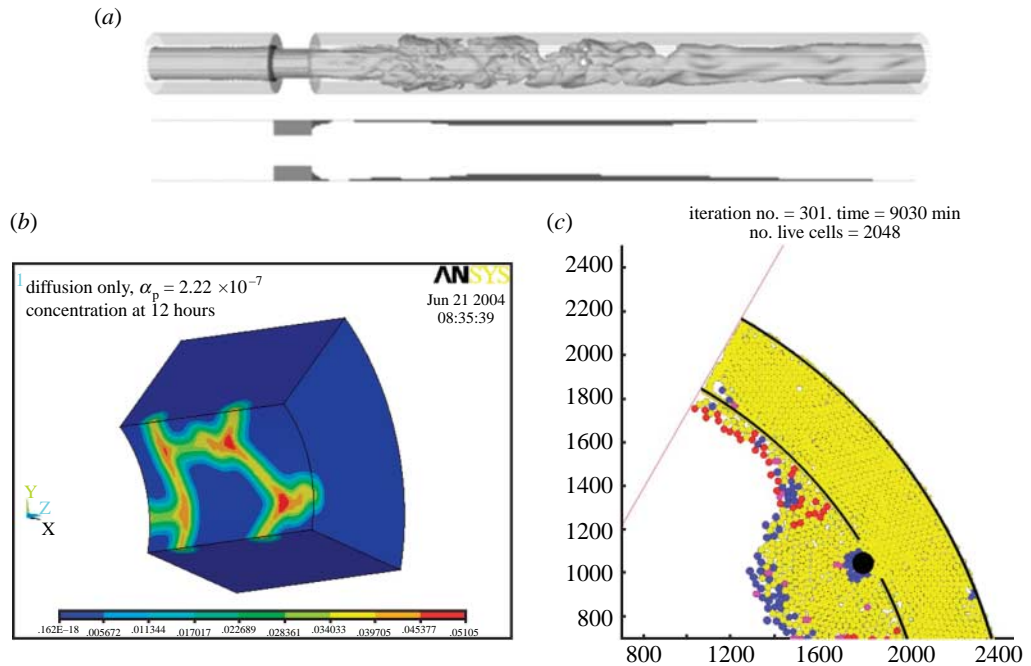 (a)
(b)
1
diffusion only, αp = 2.22 ×10−7
concentration at 12 hours
ANSYS
Jun 21 2004
08:35:39
Y
Z
X
.162E−18 .005672 .011344 .017017 .022689 .028361 .034033 .039705 .045377 .05105
(c)
iteration no. = 301. time = 9030 min
no. live cells = 2048
2400
2200
2000
1800
1600
1400
1200
1000
800
800 1200 1600 2000 2400